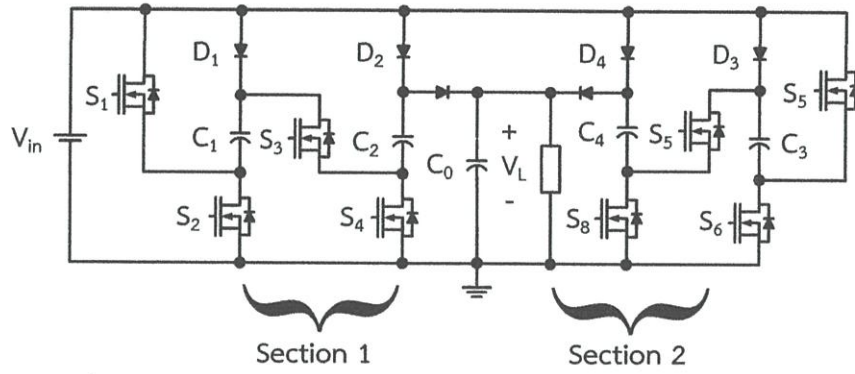 D₁
D₂
D₄
D₃
S₁
S₅
V_in
C₁
S₃
C₂
C₀
+
V_L
-
C₄
S₅
C₃
S₂
S₄
S₈
S₆
Section 1
Section 2